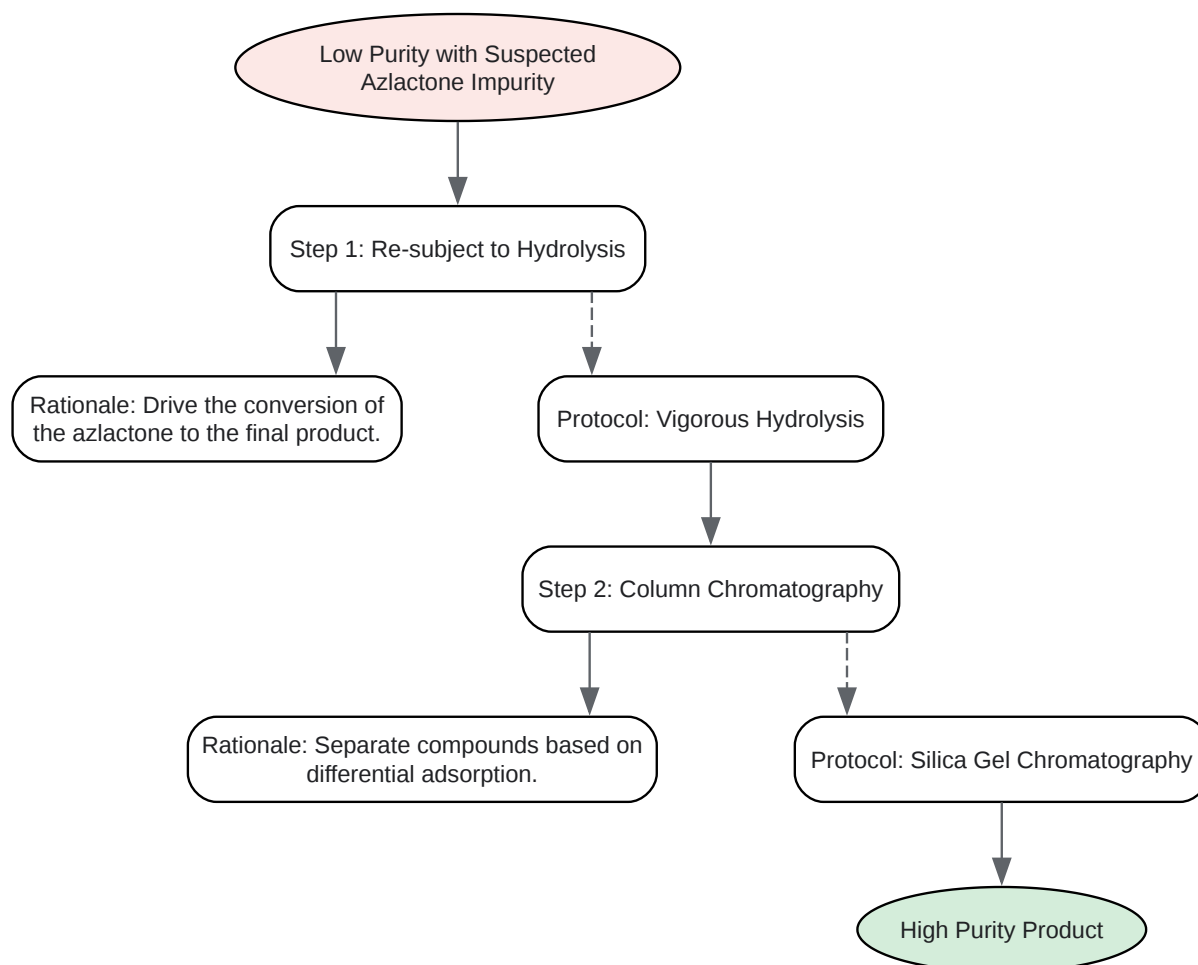 Low Purity with Suspected
Azlactone Impurity
Step 1: Re-subject to Hydrolysis
Rationale: Drive the conversion of
the azlactone to the final product.
Protocol: Vigorous Hydrolysis
Step 2: Column Chromatography
Rationale: Separate compounds based on
differential adsorption.
Protocol: Silica Gel Chromatography
High Purity Product